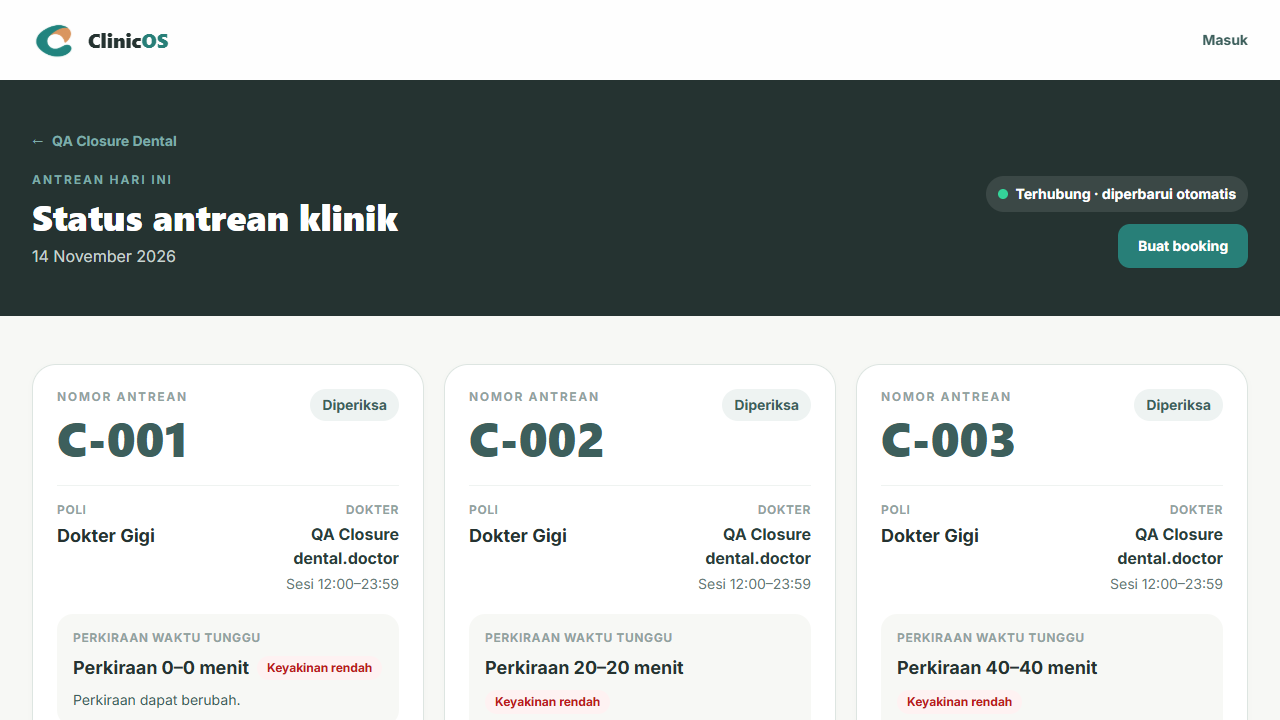 ClinicOS
Masuk
← QA Closure Dental
ANTREAN HARI INI
Status antrean klinik
14 November 2026
Terhubung · diperbarui otomatis
Buat booking
NOMOR ANTREAN
Diperiksa
C-001
POLI
DOKTER
Dokter Gigi
QA Closure
dental.doctor
Sesi 12:00–23:59
PERKIRAAN WAKTU TUNGGU
Perkiraan 0–0 menit
Keyakinan rendah
Perkiraan dapat berubah.
NOMOR ANTREAN
Diperiksa
C-002
POLI
DOKTER
Dokter Gigi
QA Closure
dental.doctor
Sesi 12:00–23:59
PERKIRAAN WAKTU TUNGGU
Perkiraan 20–20 menit
Keyakinan rendah
NOMOR ANTREAN
Diperiksa
C-003
POLI
DOKTER
Dokter Gigi
QA Closure
dental.doctor
Sesi 12:00–23:59
PERKIRAAN WAKTU TUNGGU
Perkiraan 40–40 menit
Keyakinan rendah